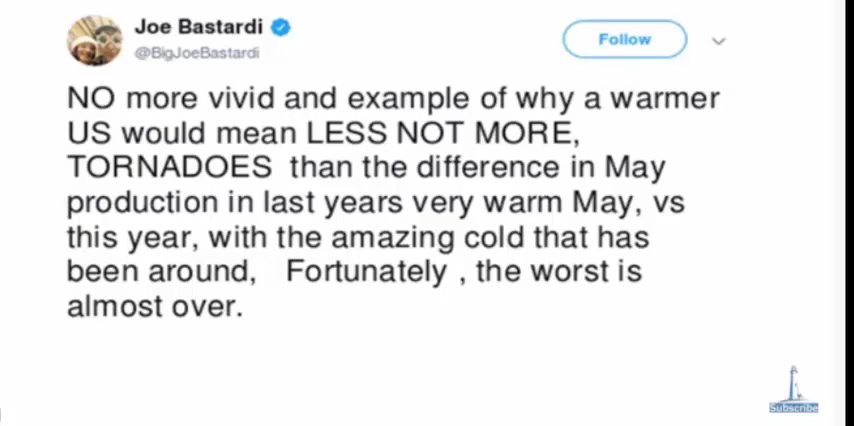 Joe Bastardi
@BigJoeBastardi
Follow
NO more vivid and example of why a warmer
US would mean LESS NOT MORE,
TORNADOES than the difference in May
production in last years very warm May, vs
this year, with the amazing cold that has
been around, Fortunately , the worst is
almost over.
Subscribe